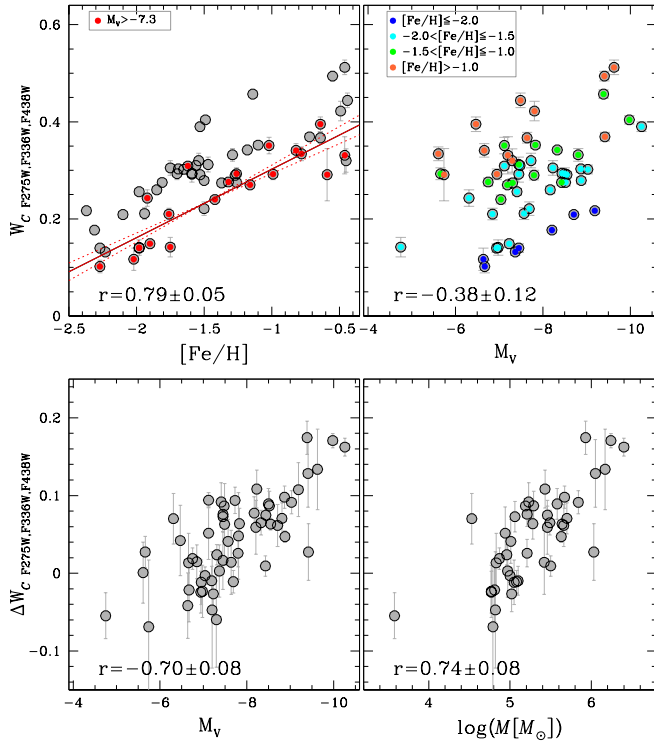 M_V>-7.3
[Fe/H]≤-2.0
-2.0<[Fe/H]≤-1.5
-1.5<[Fe/H]≤-1.0
[Fe/H]>-1.0
W_C F275W,F336W,F438W
0.6
0.4
0.2
0
r=0.79±0.05
r=-0.38±0.12
-2.5 -2 -1.5 -1 -0.5
-4 -6 -8 -10
[Fe/H]
M_V
ΔW_C F275W,F336W,F438W
0.2
0.1
0
-0.1
r=-0.70±0.08
r=0.74±0.08
-4 -5 -6 -7 -8 -9 -10
4 5 6
M_V
log(M[M_⊙])